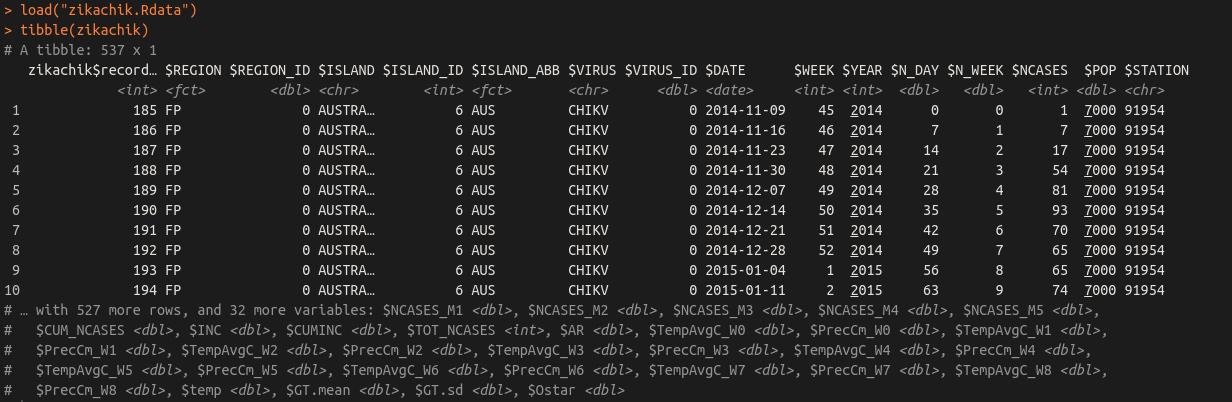 > load("zikachik.Rdata")
> tibble(zikachik)
# A tibble: 537 x 1
zikachik$record… $REGION $REGION_ID $ISLAND $ISLAND_ID $ISLAND_ABB $VIRUS $VIRUS_ID $DATE $WEEK $YEAR $N_DAY $N_WEEK $NCASES $POP $STATION
<int> <fct> <dbl> <chr> <int> <fct> <chr> <dbl> <date> <int> <int> <dbl> <dbl> <int> <dbl> <chr>
1 185 FP 0 AUSTRA… 6 AUS CHIKV 0 2014-11-09 45 2014 0 0 1 7000 91954
2 186 FP 0 AUSTRA… 6 AUS CHIKV 0 2014-11-16 46 2014 7 1 7 7000 91954
3 187 FP 0 AUSTRA… 6 AUS CHIKV 0 2014-11-23 47 2014 14 2 17 7000 91954
4 188 FP 0 AUSTRA… 6 AUS CHIKV 0 2014-11-30 48 2014 21 3 54 7000 91954
5 189 FP 0 AUSTRA… 6 AUS CHIKV 0 2014-12-07 49 2014 28 4 81 7000 91954
6 190 FP 0 AUSTRA… 6 AUS CHIKV 0 2014-12-14 50 2014 35 5 93 7000 91954
7 191 FP 0 AUSTRA… 6 AUS CHIKV 0 2014-12-21 51 2014 42 6 70 7000 91954
8 192 FP 0 AUSTRA… 6 AUS CHIKV 0 2014-12-28 52 2014 49 7 65 7000 91954
9 193 FP 0 AUSTRA… 6 AUS CHIKV 0 2015-01-04 1 2015 56 8 65 7000 91954
10 194 FP 0 AUSTRA… 6 AUS CHIKV 0 2015-01-11 2 2015 63 9 74 7000 91954
# … with 527 more rows, and 32 more variables: $NCASES_M1 <dbl>, $NCASES_M2 <dbl>, $NCASES_M3 <dbl>, $NCASES_M4 <dbl>, $NCASES_M5 <dbl>,
# $CUM_NCASES <dbl>, $INC <dbl>, $CUMINC <dbl>, $TOT_NCASES <int>, $AR <dbl>, $TempAvgC_W0 <dbl>, $PrecCm_W0 <dbl>, $TempAvgC_W1 <dbl>,
# $PrecCm_W1 <dbl>, $TempAvgC_W2 <dbl>, $PrecCm_W2 <dbl>, $TempAvgC_W3 <dbl>, $PrecCm_W3 <dbl>, $TempAvgC_W4 <dbl>, $PrecCm_W4 <dbl>,
# $TempAvgC_W5 <dbl>, $PrecCm_W5 <dbl>, $TempAvgC_W6 <dbl>, $PrecCm_W6 <dbl>, $TempAvgC_W7 <dbl>, $PrecCm_W7 <dbl>, $TempAvgC_W8 <dbl>,
# $PrecCm_W8 <dbl>, $temp <dbl>, $GT.mean <dbl>, $GT.sd <dbl>, $Ostar <dbl>